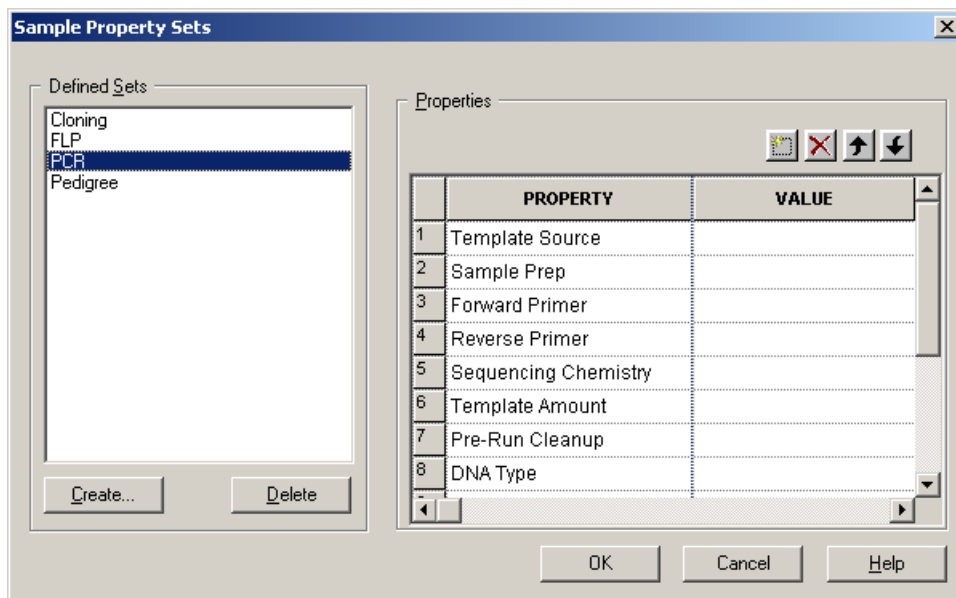 Sample Property Sets
Defined Sets
Cloning
FLP
PCR
Pedigree
Create...
Delete
Properties
PROPERTY VALUE
1 Template Source
2 Sample Prep
3 Forward Primer
4 Reverse Primer
5 Sequencing Chemistry
6 Template Amount
7 Pre-Run Cleanup
8 DNA Type
OK
Cancel
Help